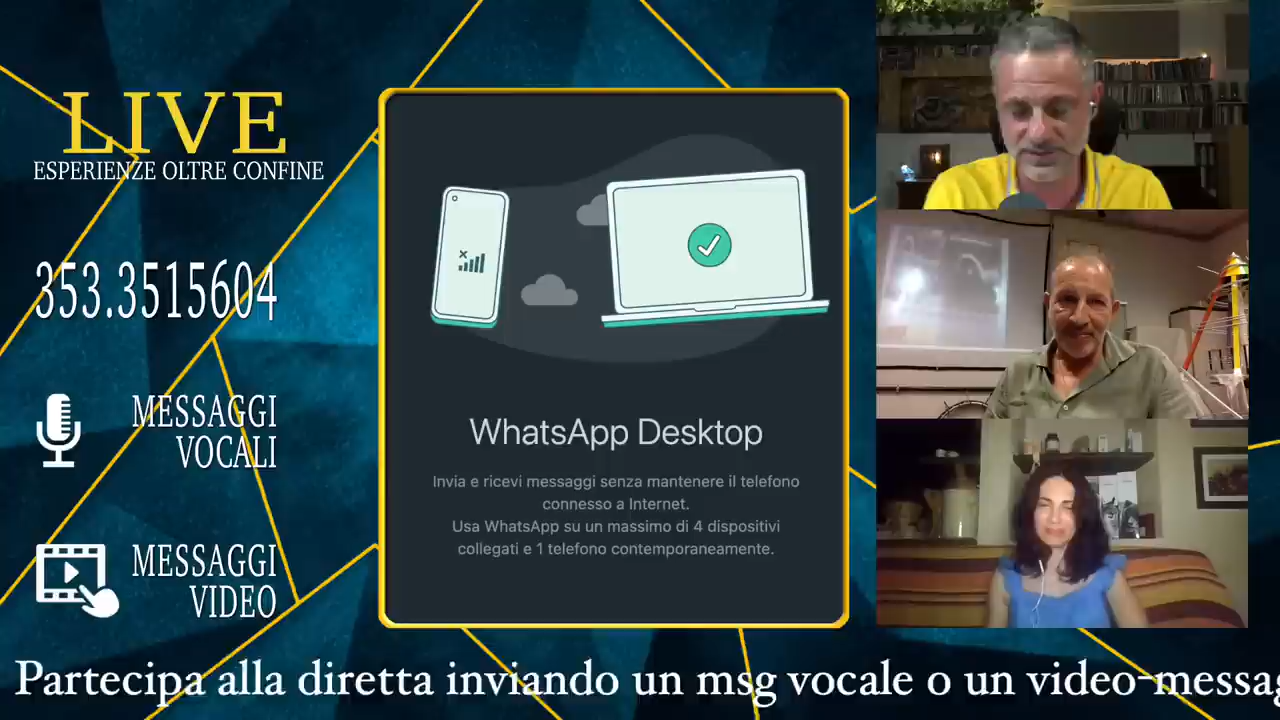 LIVE
ESPERIENZE OLTRE CONFINE
353.3515604
MESSAGGI
VOCALI
MESSAGGI
VIDEO
WhatsApp Desktop
Invia e ricevi messaggi senza mantenere il telefono
connesso a Internet.
Usa WhatsApp su un massimo di 4 dispositivi
collegati e 1 telefono contemporaneamente.
Partecipa alla diretta inviando un msg vocale o un video-messag